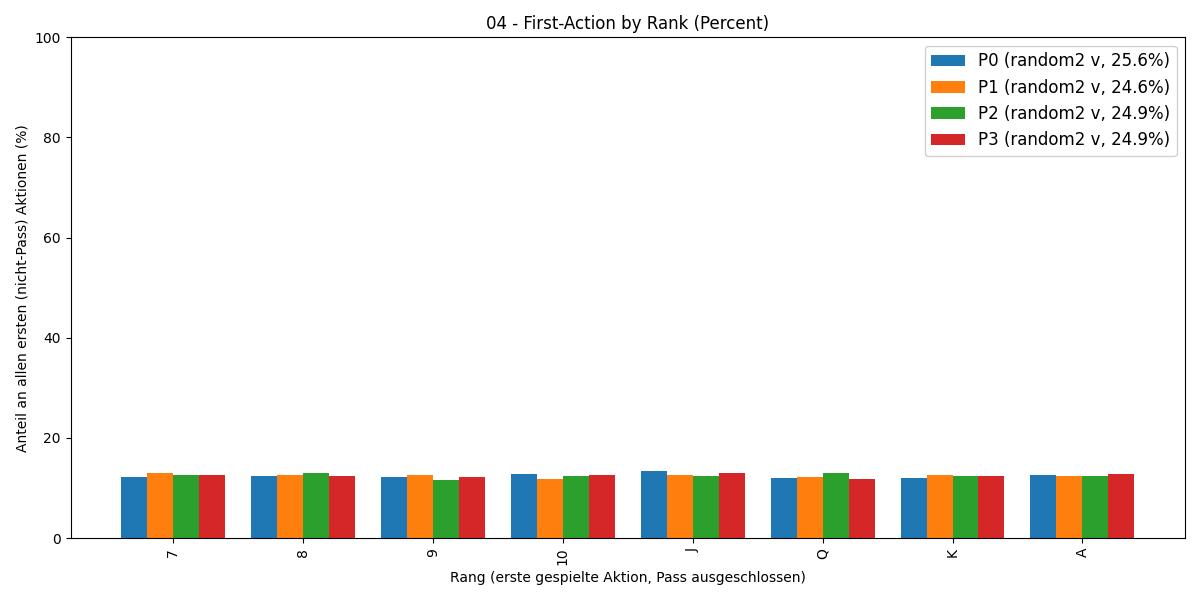 04 - First-Action by Rank (Percent)
Anteil an allen ersten (nicht-Pass) Aktionen (%)
100
80
60
40
20
0
P0 (random2 v, 25.6%)
P1 (random2 v, 24.6%)
P2 (random2 v, 24.9%)
P3 (random2 v, 24.9%)
7
8
9
10
J
Q
K
A
Rang (erste gespielte Aktion, Pass ausgeschlossen)